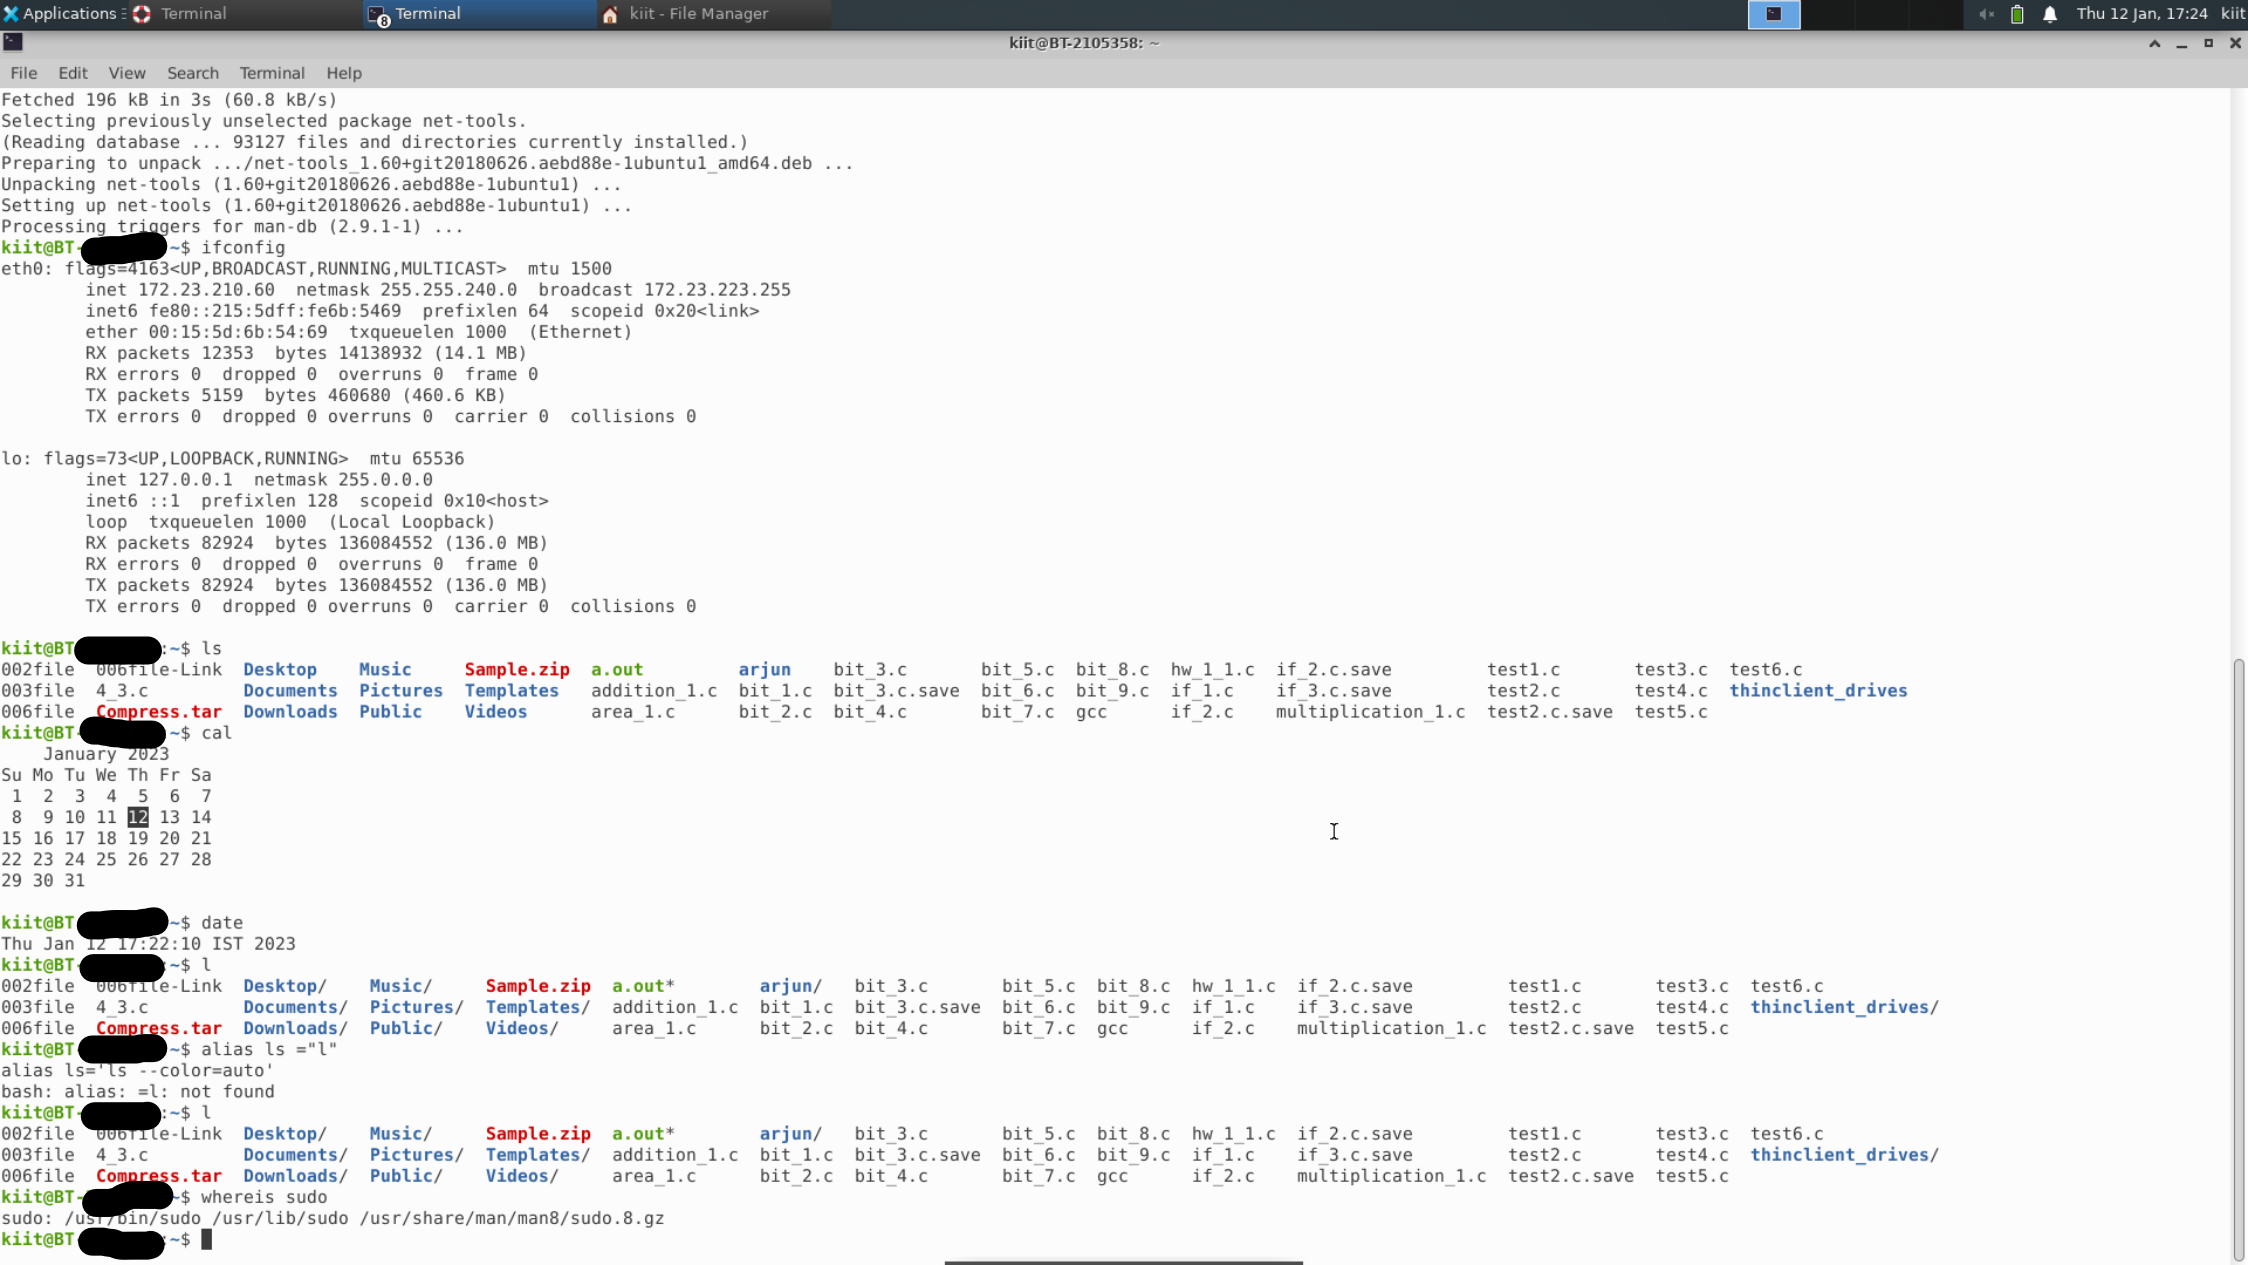 Applications :
Terminal
8
Terminal
kiit - File Manager
Thu 12 Jan, 17:24
kiit
kiit@BT-2105358: ~
File Edit View Search Terminal Help
Fetched 196 kB in 3s (60.8 kB/s)
Selecting previously unselected package net-tools.
(Reading database ... 93127 files and directories currently installed.)
Preparing to unpack .../net-tools_1.60+git20180626.aebd88e-1ubuntu1_amd64.deb ...
Unpacking net-tools (1.60+git20180626.aebd88e-1ubuntu1) ...
Setting up net-tools (1.60+git20180626.aebd88e-1ubuntu1) ...
Processing triggers for man-db (2.9.1-1) ...
kiit@BT- ~$ ifconfig
eth0: flags=4163<UP,BROADCAST,RUNNING,MULTICAST>  mtu 1500
        inet 172.23.210.60  netmask 255.255.240.0  broadcast 172.23.223.255
        inet6 fe80::215:5dff:fe6b:5469  prefixlen 64  scopeid 0x20<link>
        ether 00:15:5d:6b:54:69  txqueuelen 1000  (Ethernet)
        RX packets 12353  bytes 14138932 (14.1 MB)
        RX errors 0  dropped 0  overruns 0  frame 0
        TX packets 5159  bytes 460680 (460.6 KB)
        TX errors 0  dropped 0 overruns 0  carrier 0  collisions 0
lo: flags=73<UP,LOOPBACK,RUNNING>  mtu 65536
        inet 127.0.0.1  netmask 255.0.0.0
        inet6 ::1  prefixlen 128  scopeid 0x10<host>
        loop  txqueuelen 1000  (Local Loopback)
        RX packets 82924  bytes 136084552 (136.0 MB)
        RX errors 0  dropped 0  overruns 0  frame 0
        TX packets 82924  bytes 136084552 (136.0 MB)
        TX errors 0  dropped 0 overruns 0  carrier 0  collisions 0
kiit@BT :~$ ls
002file  006file-Link  Desktop    Music     Sample.zip  a.out         arjun    bit_3.c       bit_5.c  bit_8.c  hw_1_1.c  if_2.c.save         test1.c       test3.c  test6.c
003file  4_3.c         Documents  Pictures  Templates   addition_1.c  bit_1.c  bit_3.c.save  bit_6.c  bit_9.c  if_1.c    if_3.c.save         test2.c       test4.c  thinclient_drives
006file  Compress.tar  Downloads  Public    Videos      area_1.c      bit_2.c  bit_4.c       bit_7.c  gcc      if_2.c    multiplication_1.c  test2.c.save  test5.c
kiit@BT- ~$ cal
    January 2023
Su Mo Tu We Th Fr Sa
 1  2  3  4  5  6  7
 8  9 10 11 12 13 14
15 16 17 18 19 20 21
22 23 24 25 26 27 28
29 30 31
kiit@BT ~$ date
Thu Jan 12 17:22:10 IST 2023
kiit@BT- :~$ l
002file  006file-Link  Desktop/    Music/     Sample.zip  a.out*        arjun/   bit_3.c       bit_5.c  bit_8.c  hw_1_1.c  if_2.c.save         test1.c       test3.c  test6.c
003file  4_3.c         Documents/  Pictures/  Templates/  addition_1.c  bit_1.c  bit_3.c.save  bit_6.c  bit_9.c  if_1.c    if_3.c.save         test2.c       test4.c  thinclient_drives/
006file  Compress.tar  Downloads/  Public/    Videos/     area_1.c      bit_2.c  bit_4.c       bit_7.c  gcc      if_2.c    multiplication_1.c  test2.c.save  test5.c
kiit@BT ~$ alias ls ="l"
alias ls='ls --color=auto'
bash: alias: =l: not found
kiit@BT- :~$ l
002file  006file-Link  Desktop/    Music/     Sample.zip  a.out*        arjun/   bit_3.c       bit_5.c  bit_8.c  hw_1_1.c  if_2.c.save         test1.c       test3.c  test6.c
003file  4_3.c         Documents/  Pictures/  Templates/  addition_1.c  bit_1.c  bit_3.c.save  bit_6.c  bit_9.c  if_1.c    if_3.c.save         test2.c       test4.c  thinclient_drives/
006file  Compress.tar  Downloads/  Public/    Videos/     area_1.c      bit_2.c  bit_4.c       bit_7.c  gcc      if_2.c    multiplication_1.c  test2.c.save  test5.c
kiit@BT- ~$ whereis sudo
sudo: /usr/bin/sudo /usr/lib/sudo /usr/share/man/man8/sudo.8.gz
kiit@BT- :~$